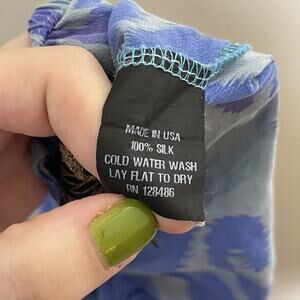 MADE IN USA
100% SILK
COLD WATER WASH
LAY FLAT TO DRY
RN 128486